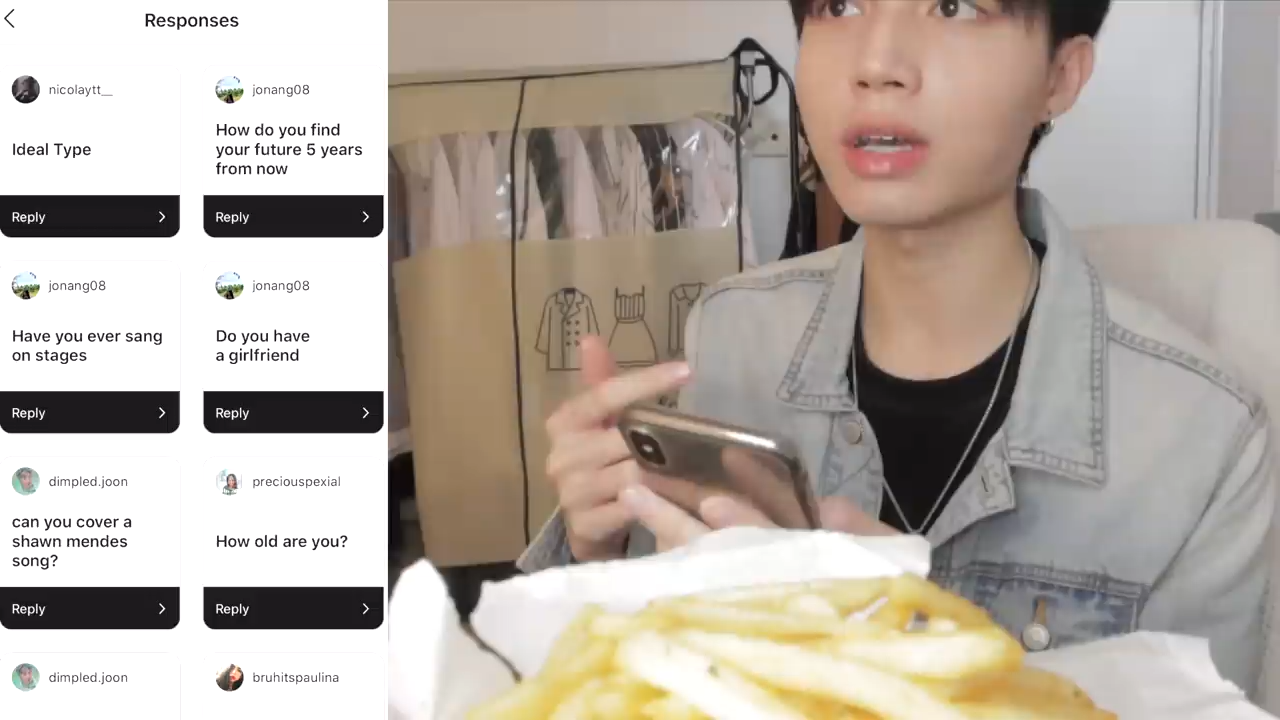 Responses
nicolaytt__
Ideal Type
Reply
jonang08
How do you find
your future 5 years
from now
Reply
jonang08
Have you ever sang
on stages
Reply
jonang08
Do you have
a girlfriend
Reply
dimpled.joon
can you cover a
shawn mendes
song?
Reply
preciouspexial
How old are you?
Reply
dimpled.joon
bruhitspaulina